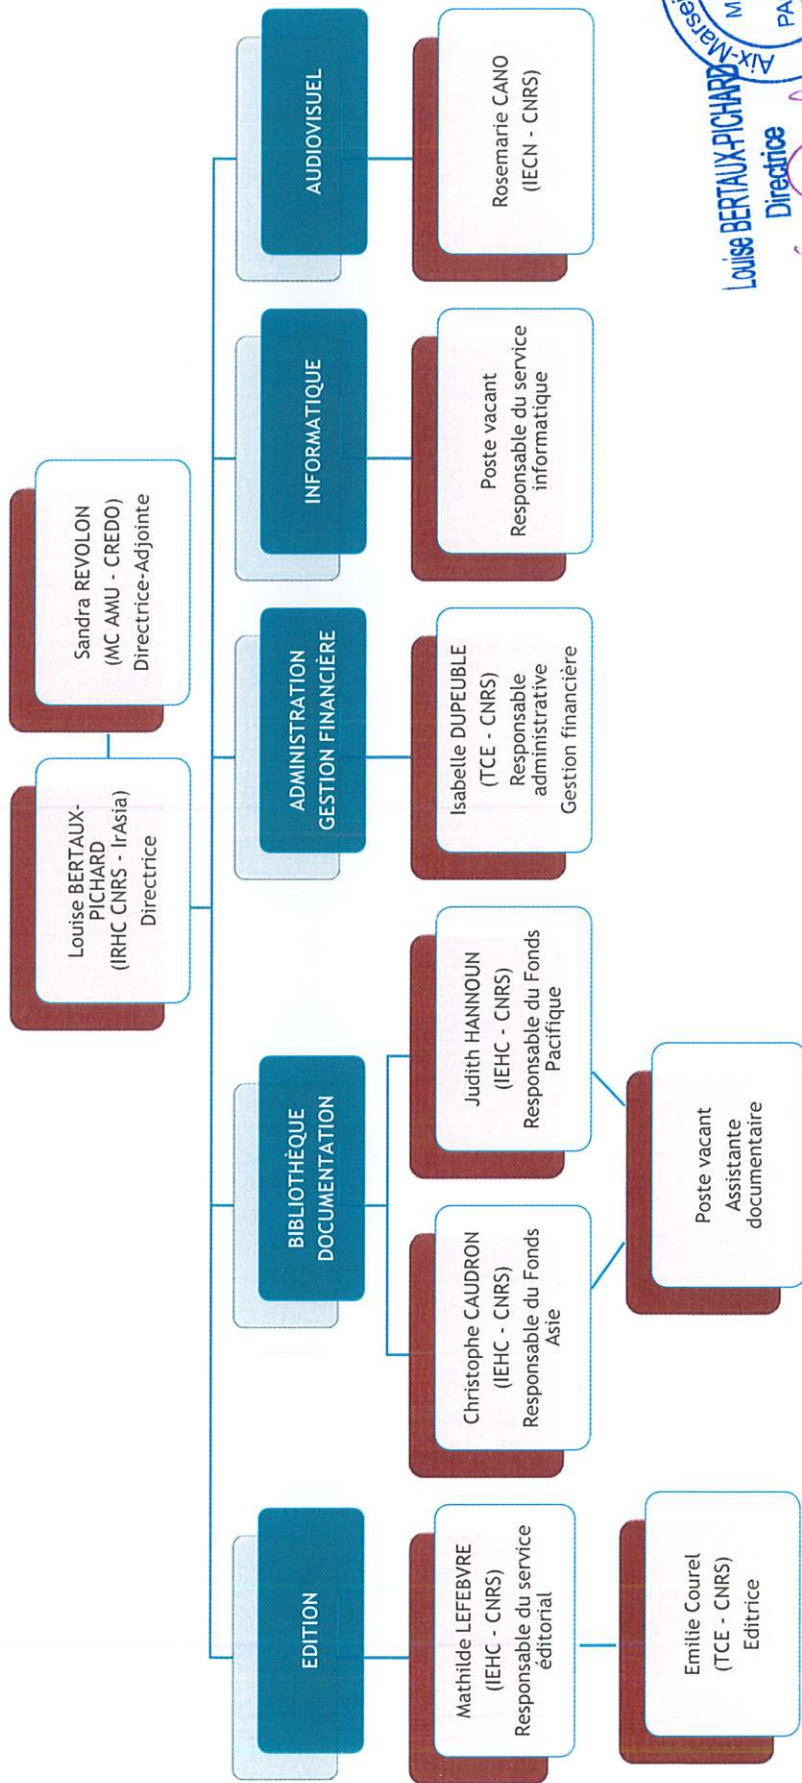 Louise BERTAUX-
PICHARD
(IRHC CNRS - IrAsia)
Directrice
Sandra REVOLON
(MC AMU - CREDO)
Directrice-Adjointe
EDITION
BIBLIOTHÈQUE
DOCUMENTATION
ADMINISTRATION
GESTION FINANCIÈRE
INFORMATIQUE
AUDIOVISUEL
Mathilde LEFEBVRE
(IEHC - CNRS)
Responsable du service
éditorial
Christophe CAUDRON
(IEHC - CNRS)
Responsable du Fonds
Asie
Judith HANNOUN
(IEHC - CNRS)
Responsable du Fonds
Pacifique
Isabelle DUPEUBLE
(TCE - CNRS)
Responsable
administrative
Gestion financière
Poste vacant
Responsable du service
informatique
Rosemarie CANO
(IECN - CNRS)
Emilie Courel
(TCE - CNRS)
Editrice
Poste vacant
Assistante
documentaire
Louise BERTAUX-PICHARD
Directrice
Aix-Marsei
M
PA